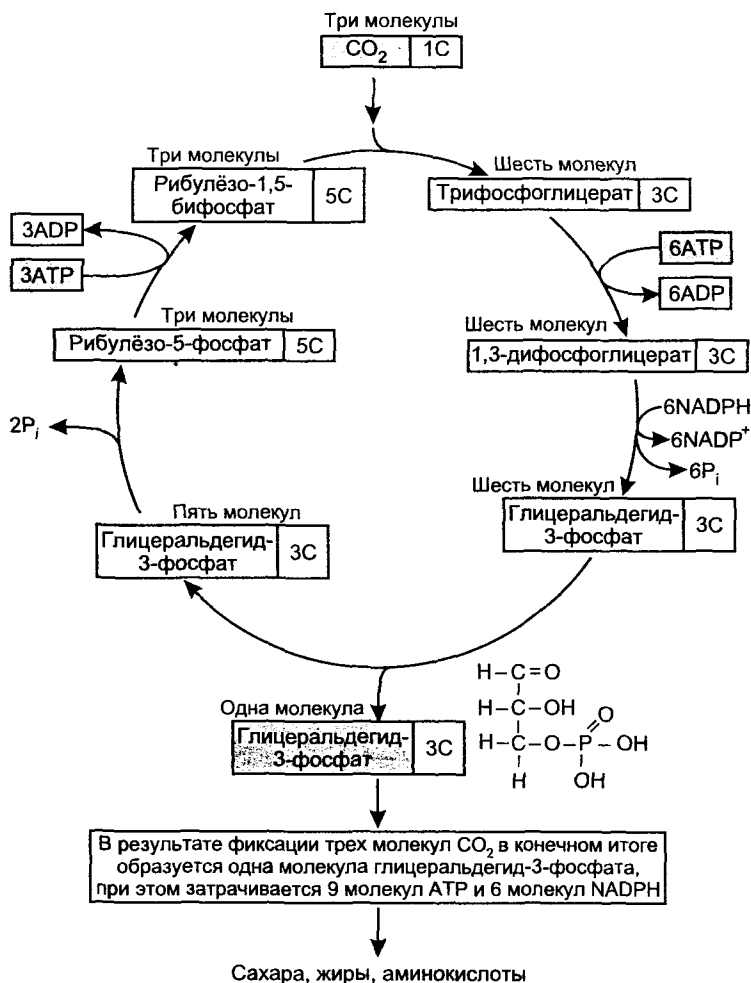 Три молекулы
CO₂ 1C
Три молекулы
Рибулёзо-1,5-
бифосфат
5C
Шесть молекул
Трифосфоглицерат 3C
3ADP
3ATP
6ATP
6ADP
Три молекулы
Рибулёзо-5-фосфат 5C
Шесть молекул
1,3-дифосфоглицерат 3C
2Pᵢ
6NADPH
6NADP⁺
6Pᵢ
Пять молекул
Глицеральдегид-
3-фосфат
3C
Шесть молекул
Глицеральдегид-
3-фосфат
3C
Одна молекула
Глицеральдегид-
3-фосфат
3C
H–C=O
H–C–OH
O
H–C–O–P–OH
H OH
В результате фиксации трех молекул CO₂ в конечном итоге
образуется одна молекула глицеральдегид-3-фосфата,
при этом затрачивается 9 молекул АТР и 6 молекул NADPH
Сахара, жиры, аминокислоты